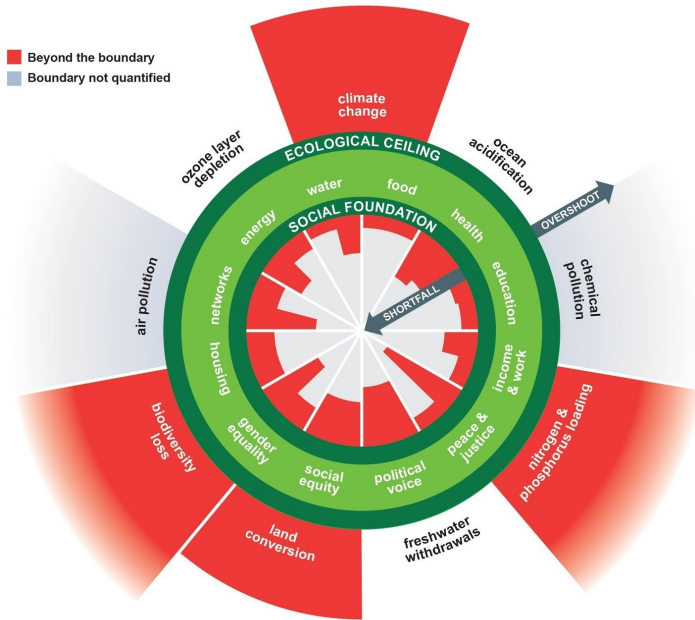 Beyond the boundary
Boundary not quantified
climate
change
ozone layer
depletion
ECOLOGICAL CEILING
ocean
acidification
water
food
energy
SOCIAL FOUNDATION
health
OVERSHOOT
air pollution
networks
SHORTFALL
education
chemical
pollution
housing
income
& work
biodiversity
loss
gender
equality
social
equity
political
voice
peace &
justice
nitrogen &
phosphorus loading
land
conversion
freshwater
withdrawals